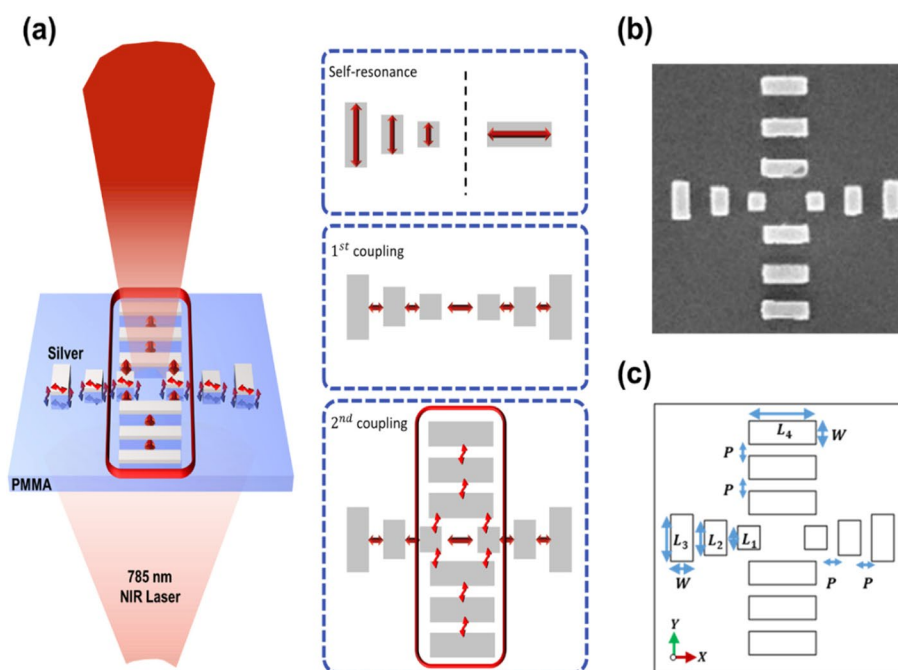 (a)
Silver
PMMA
785 nm
NIR Laser
Self-resonance
1st coupling
2nd coupling
(b)
(c)
L4
W
P
P
L3
L2
L1
W
P
P
Y
X